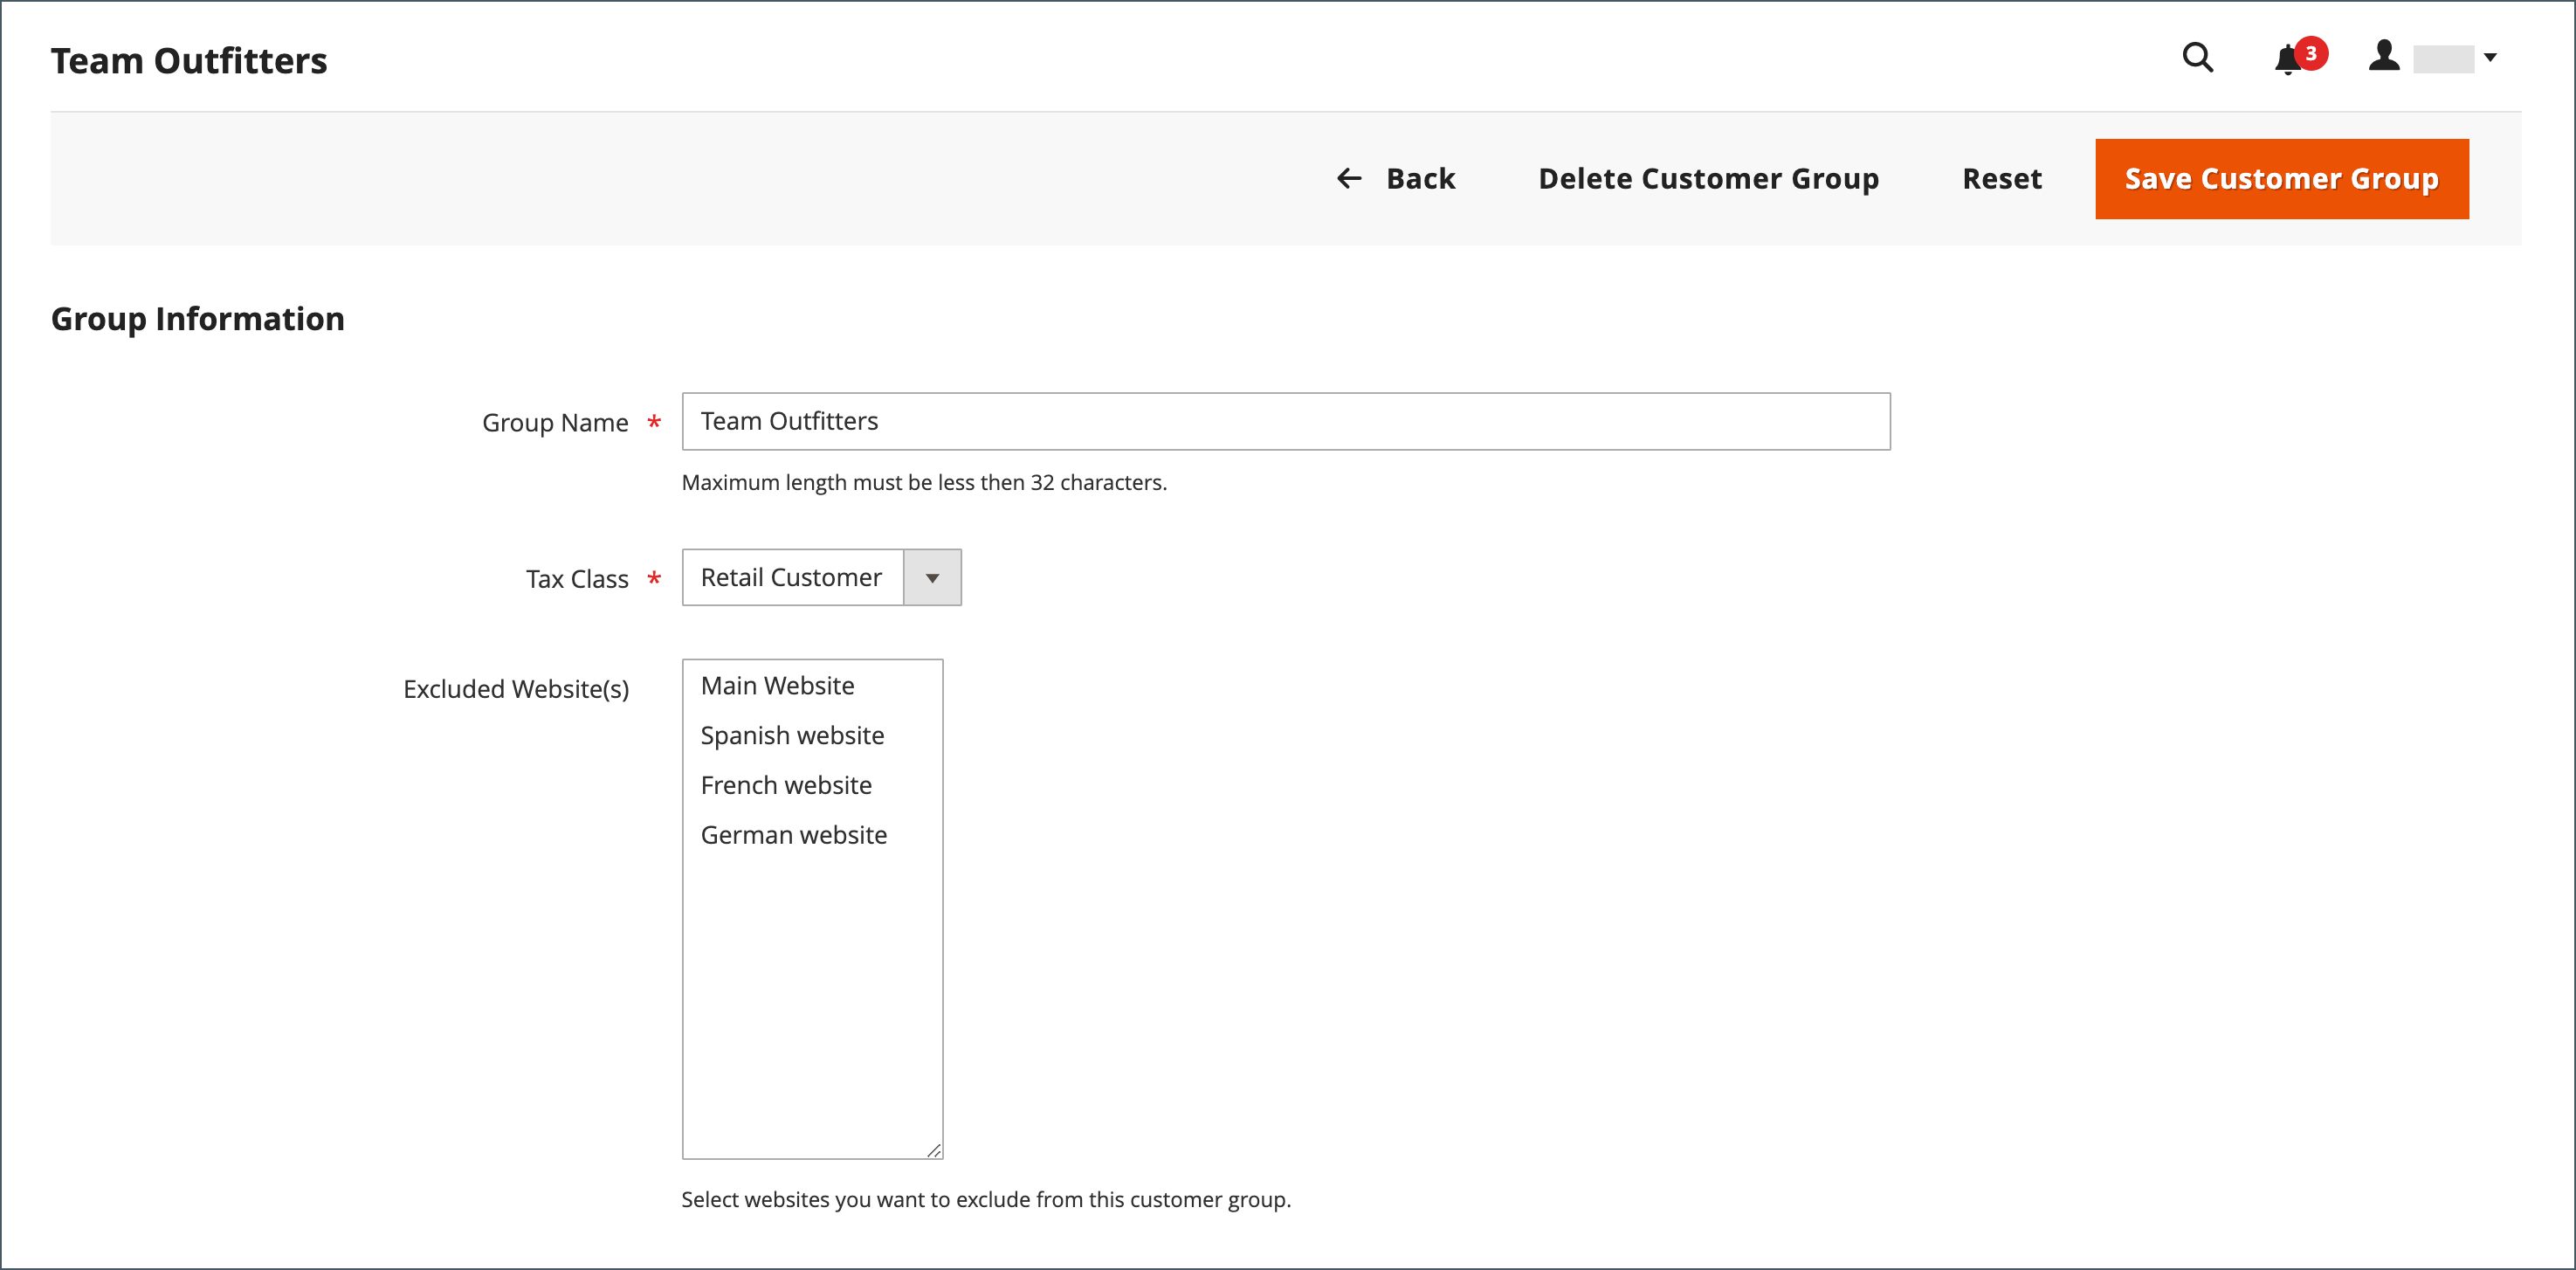 Team Outfitters
3
Back
Delete Customer Group
Reset
Save Customer Group
Group Information
Group Name *
Team Outfitters
Maximum length must be less then 32 characters.
Tax Class *
Retail Customer
Excluded Website(s)
Main Website
Spanish website
French website
German website
Select websites you want to exclude from this customer group.